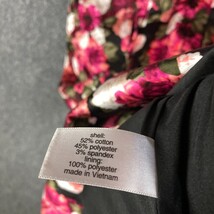 shell:
52% cotton
45% polyester
3% spandex
lining:
100% polyester
made in Vietnam